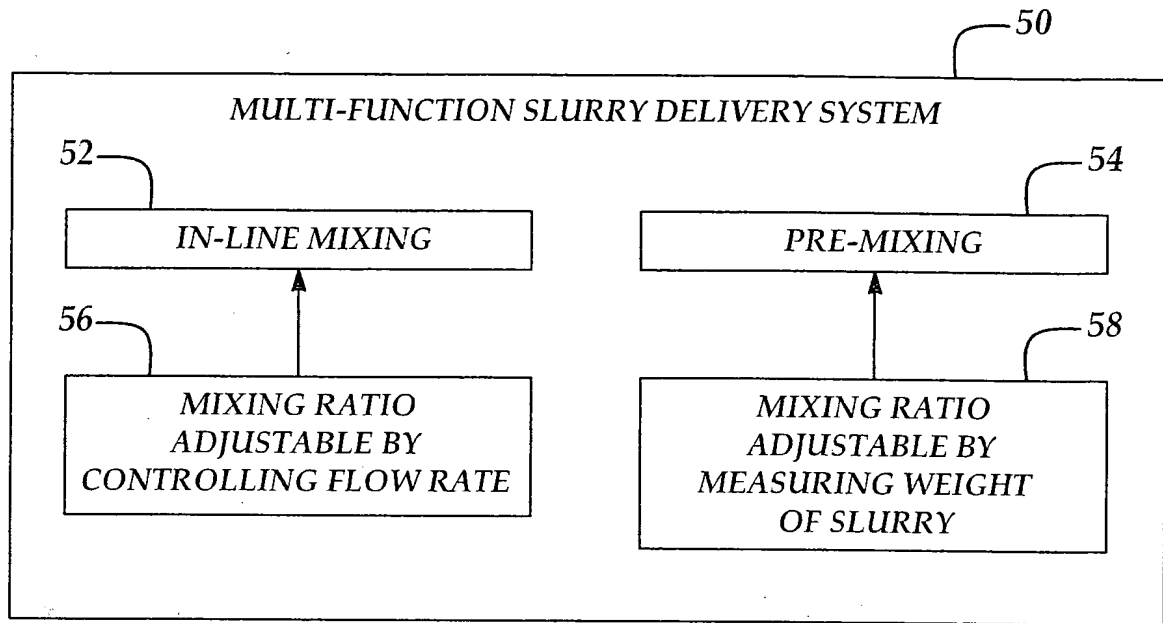 50
MULTI-FUNCTION SLURRY DELIVERY SYSTEM
52
IN-LINE MIXING
54
PRE-MIXING
56
MIXING RATIO
ADJUSTABLE BY
CONTROLLING FLOW RATE
58
MIXING RATIO
ADJUSTABLE BY
MEASURING WEIGHT
OF SLURRY